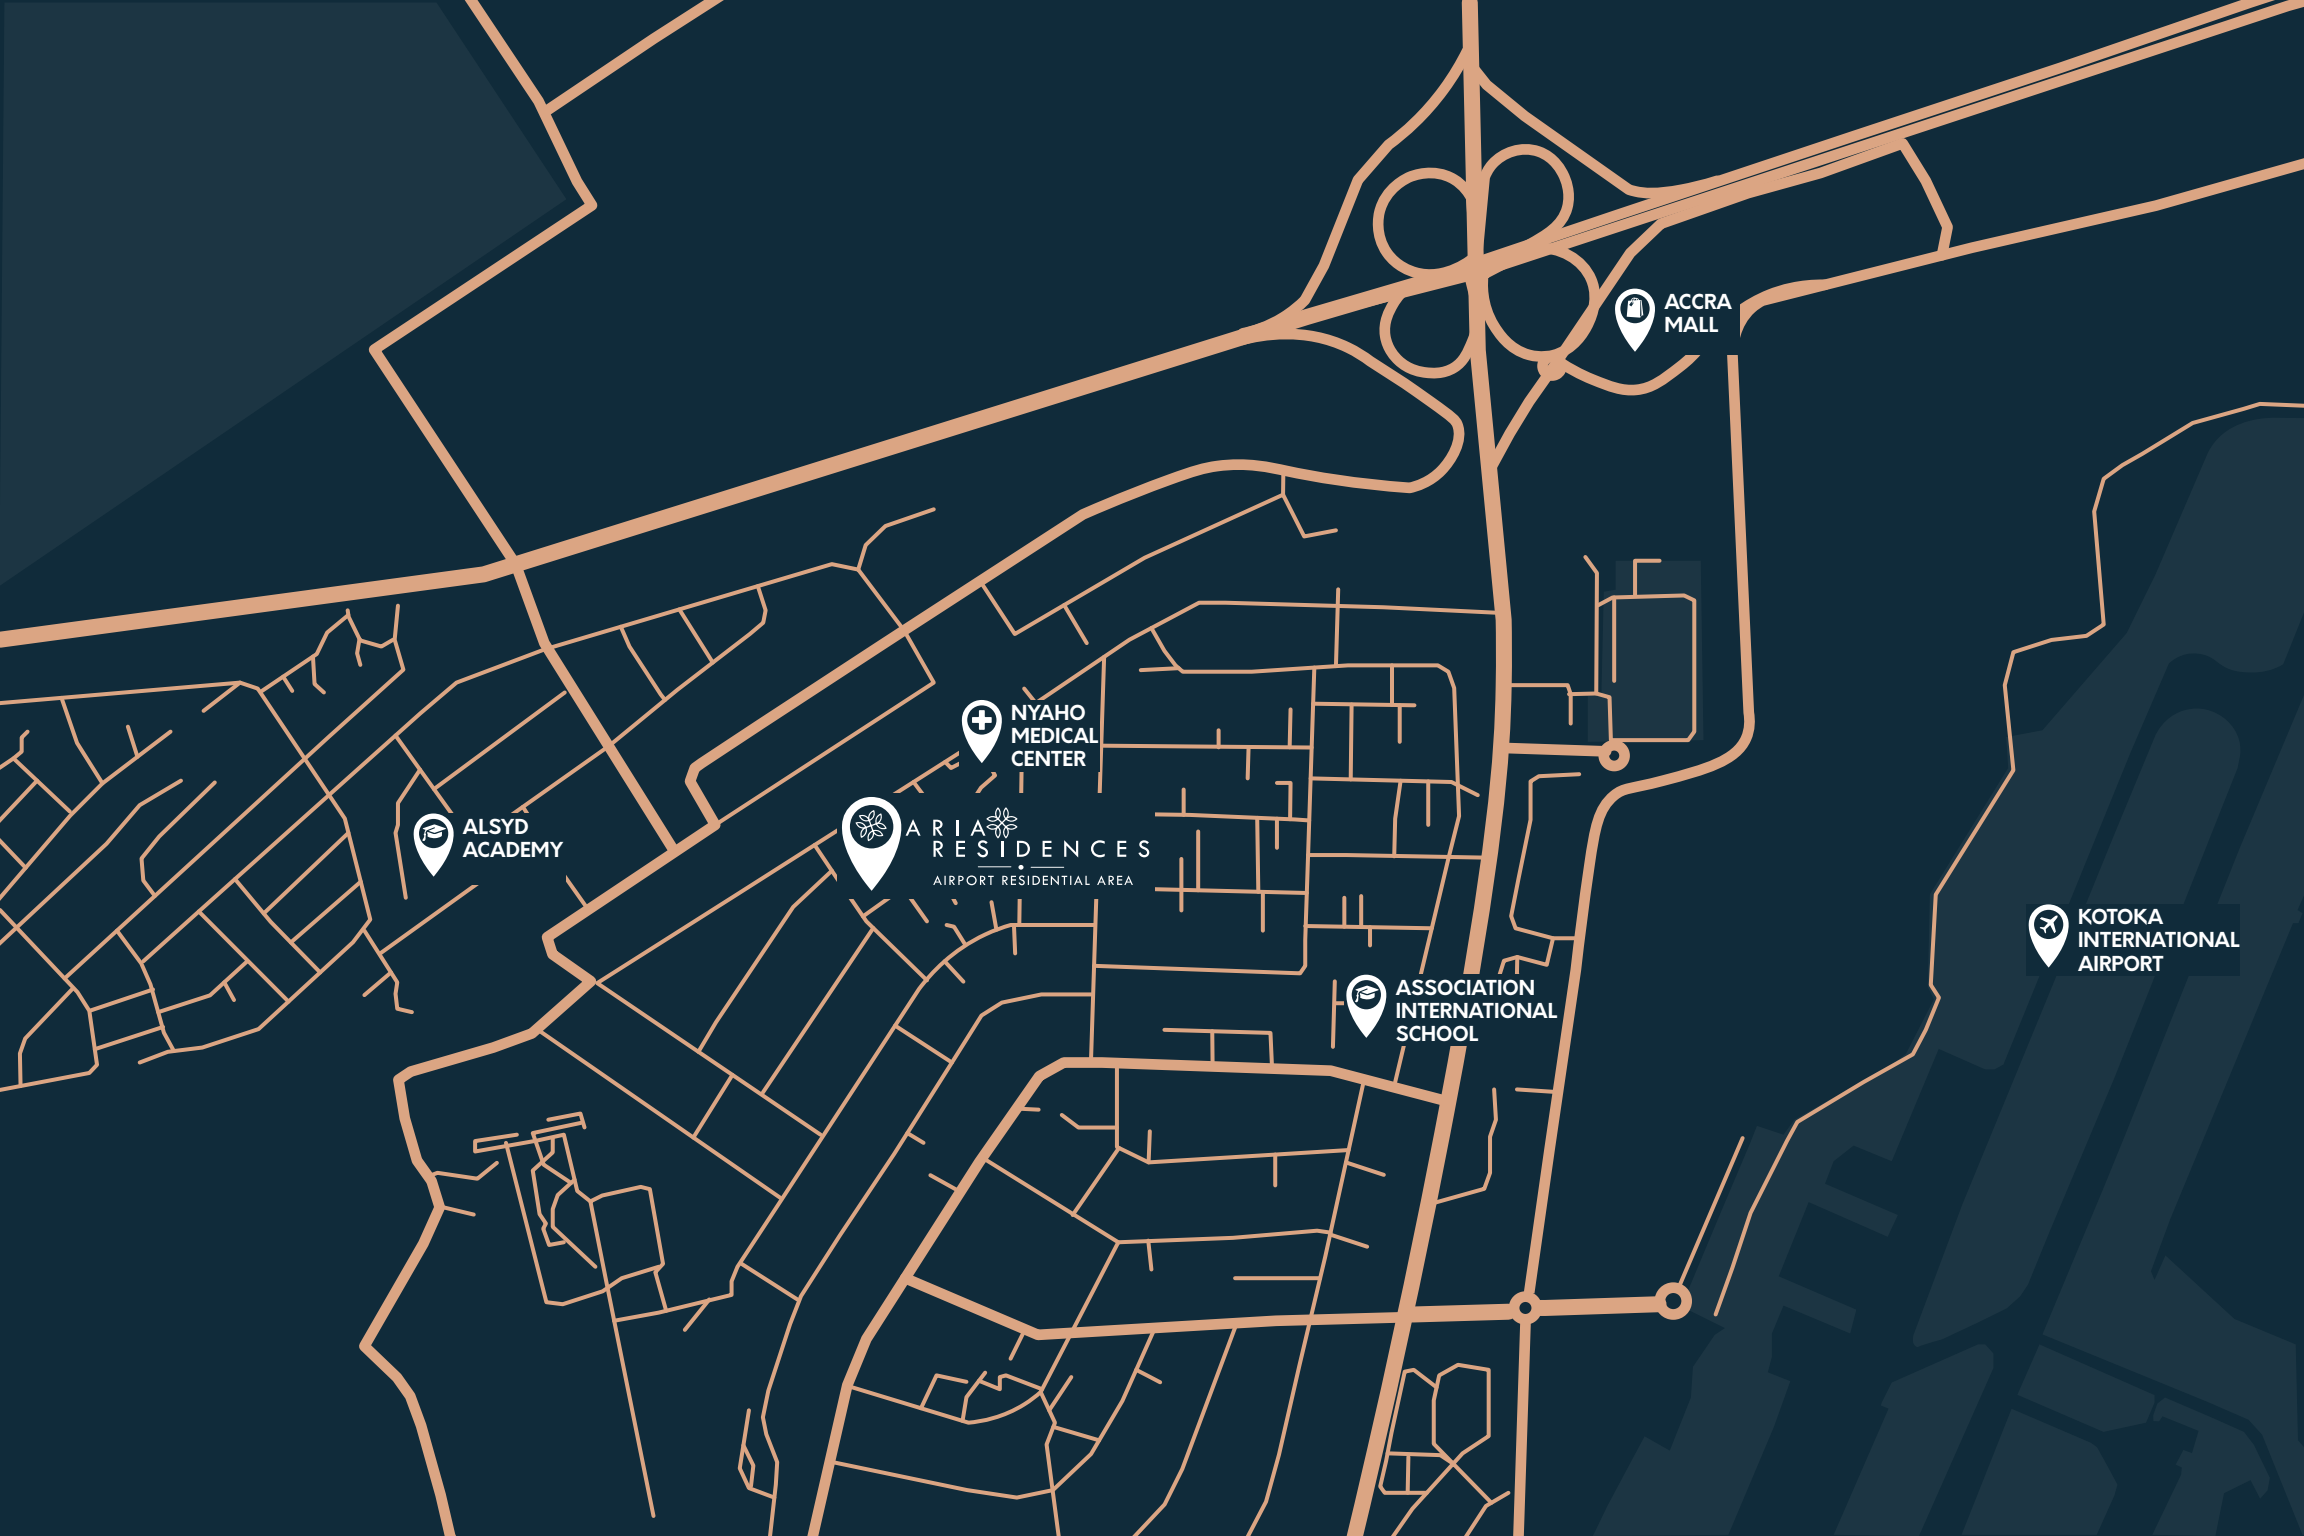 ACCRA
MALL
NYAHO
MEDICAL
CENTER
ALSYD
ACADEMY
ARIA
RESIDENCES
AIRPORT RESIDENTIAL AREA
KOTOKA
INTERNATIONAL
AIRPORT
ASSOCIATION
INTERNATIONAL
SCHOOL